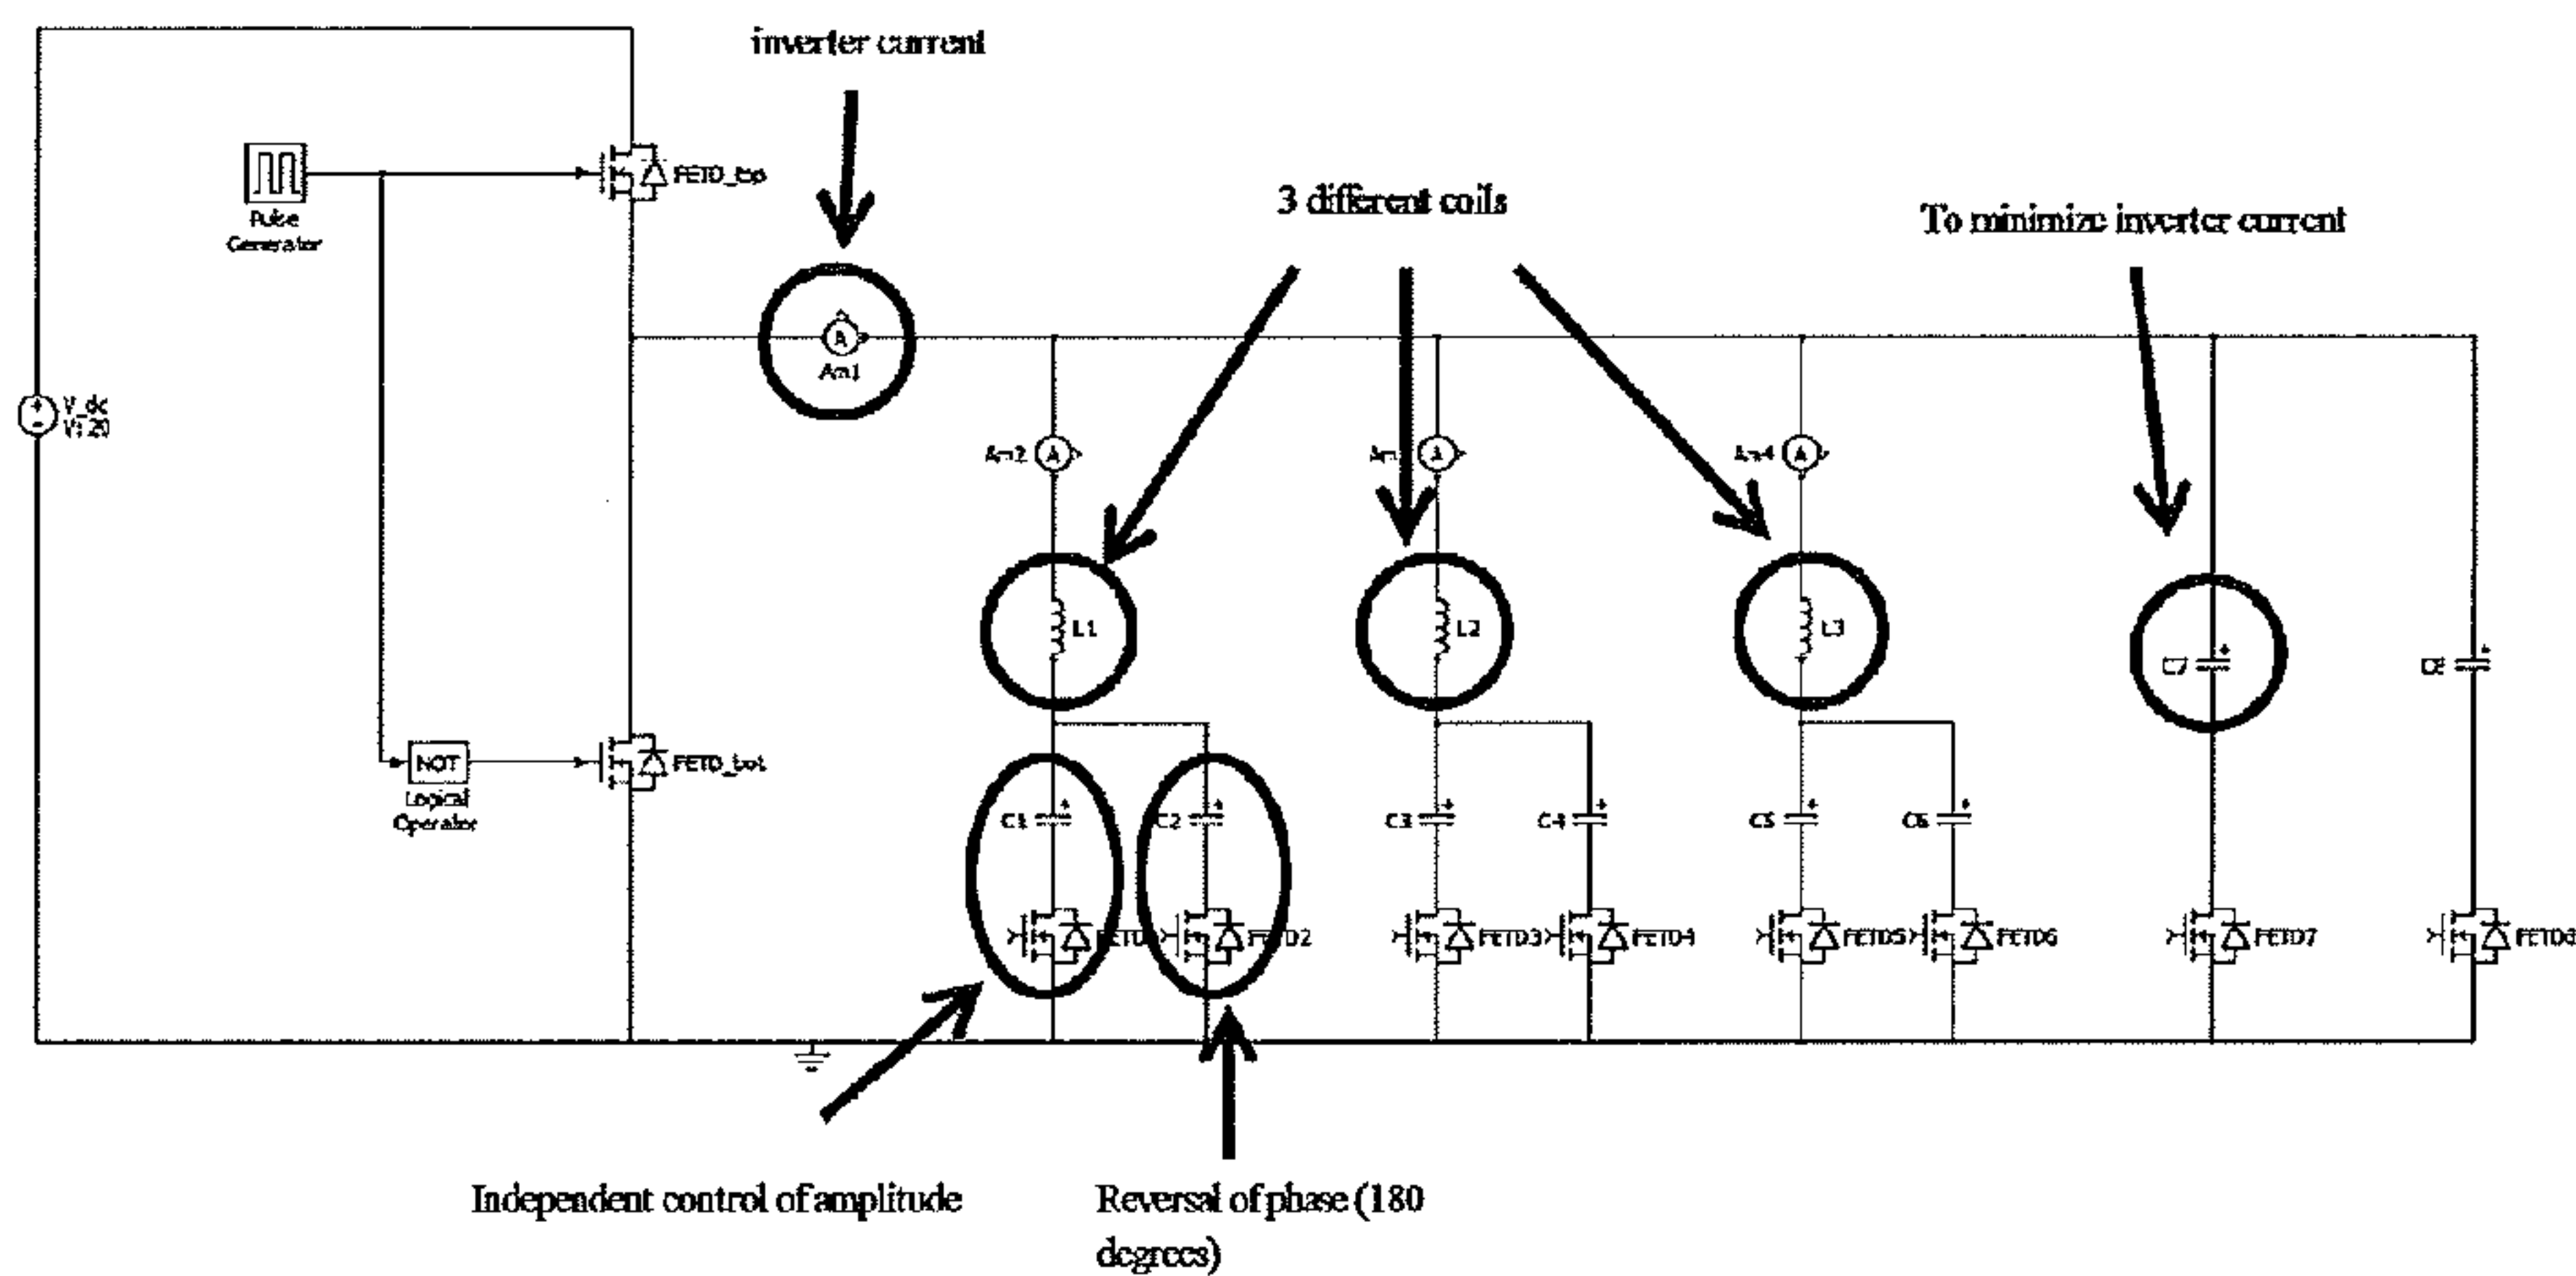 inverter current
3 different coils
To minimize inverter current
Pulse
Generator
FETD_top
A
Am1
V_dc
Am2
A
A
Am4
A
L1
L2
L3
C7
NOT
FETD_bot
Logical
Operator
C1
C2
C3
C4
C5
C6
FETD2
FETD3
FETD4
FETD5
FETD6
FETD7
Independent control of amplitude
Reversal of phase (180
degrees)